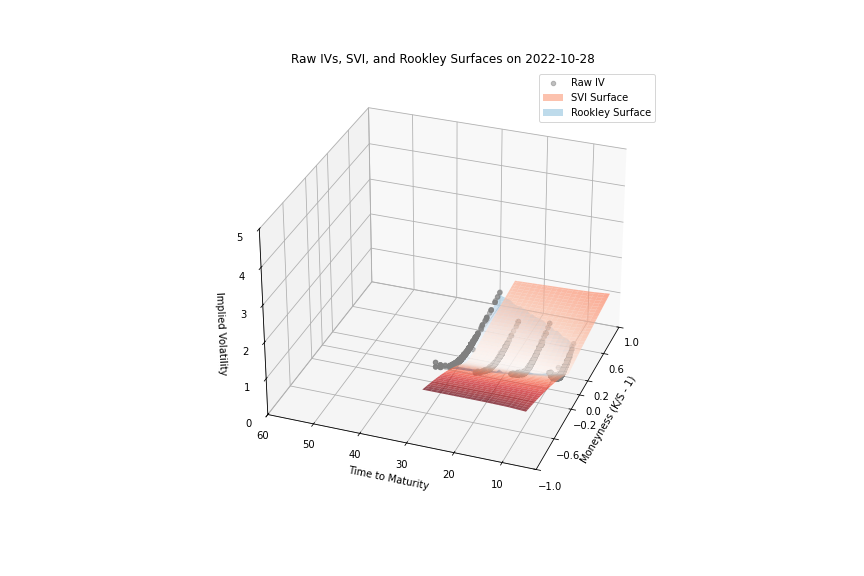 Raw IVs, SVI, and Rookley Surfaces on 2022-10-28
Raw IV
SVI Surface
Rookley Surface
5
4
3
2
1
0
Implied Volatility
60
50
40
30
20
10
Time to Maturity
1.0
0.6
0.2
0.0
−0.2
−0.6
−1.0
Moneyness (K/S - 1)